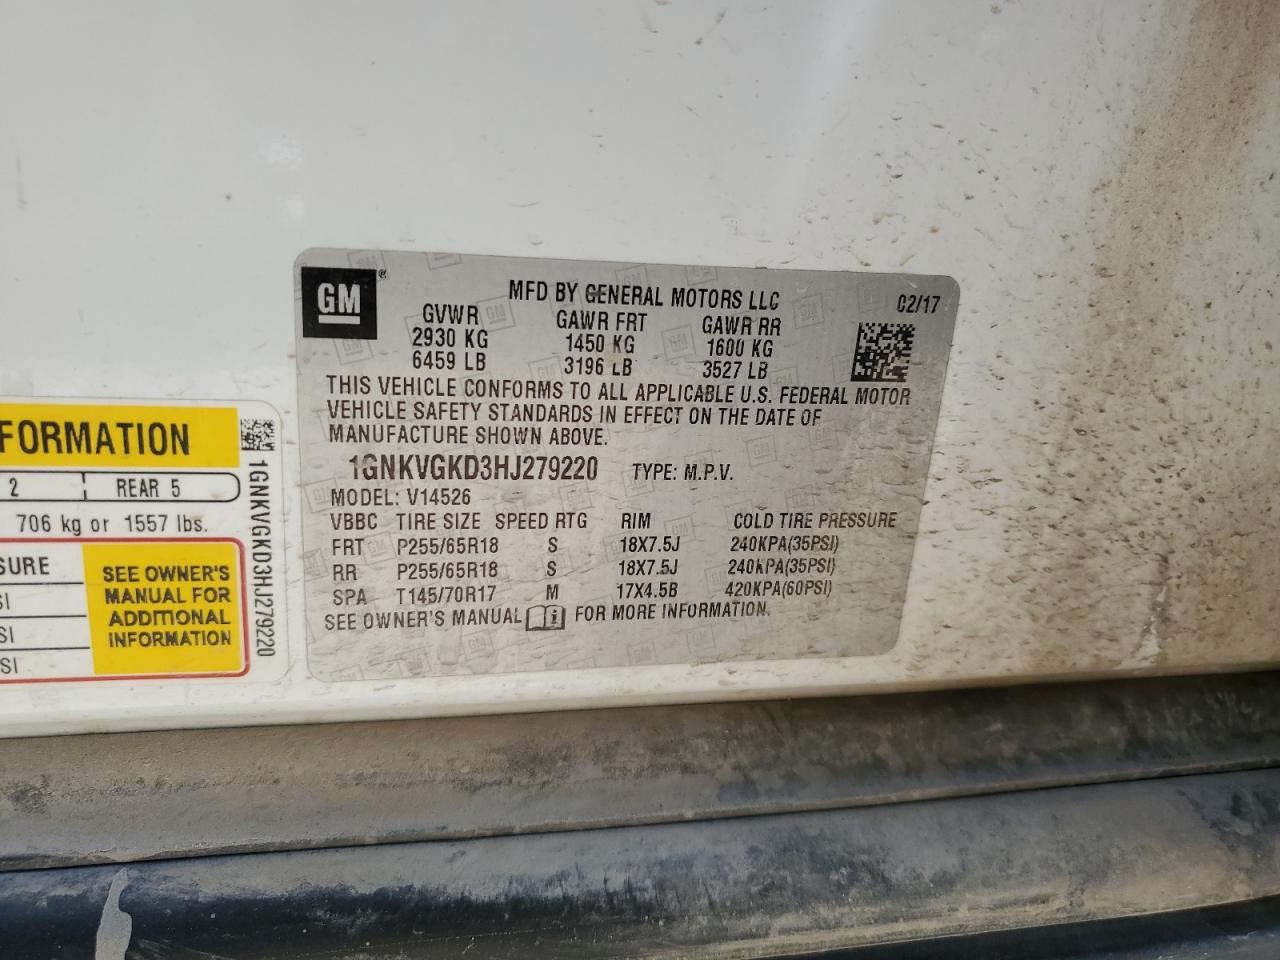 GM
®
MFD BY GENERAL MOTORS LLC
02/17
GVWR GAWR FRT GAWR RR
2930 KG 1450 KG 1600 KG
6459 LB 3196 LB 3527 LB
THIS VEHICLE CONFORMS TO ALL APPLICABLE U.S. FEDERAL MOTOR
VEHICLE SAFETY STANDARDS IN EFFECT ON THE DATE OF
MANUFACTURE SHOWN ABOVE.
1GNKVGKD3HJ279220 TYPE: M.P.V.
MODEL: V14526
VBBC TIRE SIZE SPEED RTG RIM COLD TIRE PRESSURE
FRT P255/65R18 S 18X7.5J 240KPA(35PSI)
RR P255/65R18 S 18X7.5J 240KPA(35PSI)
SPA T145/70R17 M 17X4.5B 420KPA(60PSI)
SEE OWNER'S MANUAL FOR MORE INFORMATION.
FORMATION
2 REAR 5
706 kg or 1557 lbs.
SURE
SI
SI
SI
SEE OWNER'S
MANUAL FOR
ADDITIONAL
INFORMATION
1GNKVGKD3HJ279220